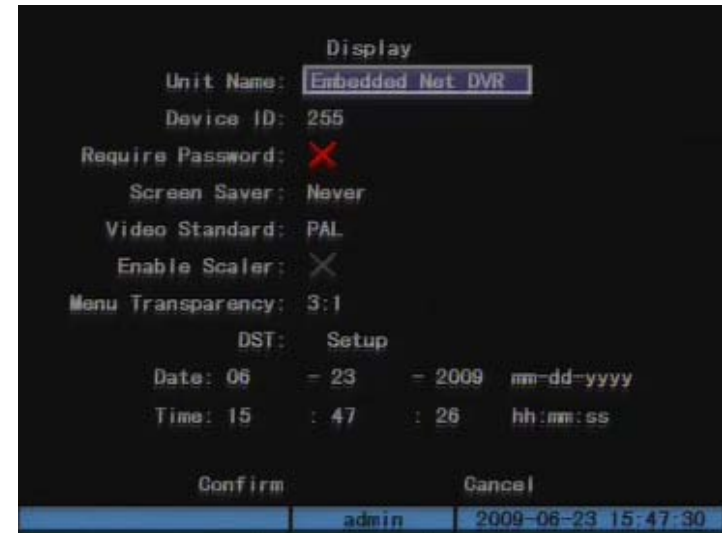 Display
Unit Name: Embedded Net DVR
Device ID: 255
Require Password:
Screen Saver: Never
Video Standard: PAL
Enable Scaler:
Menu Transparency: 3:1
DST: Setup
Date: 06 - 23 - 2009 mm-dd-yyyy
Time: 15 : 47 : 26 hh:mm:ss
Confirm Cancel
admin 2009-06-23 15:47:30